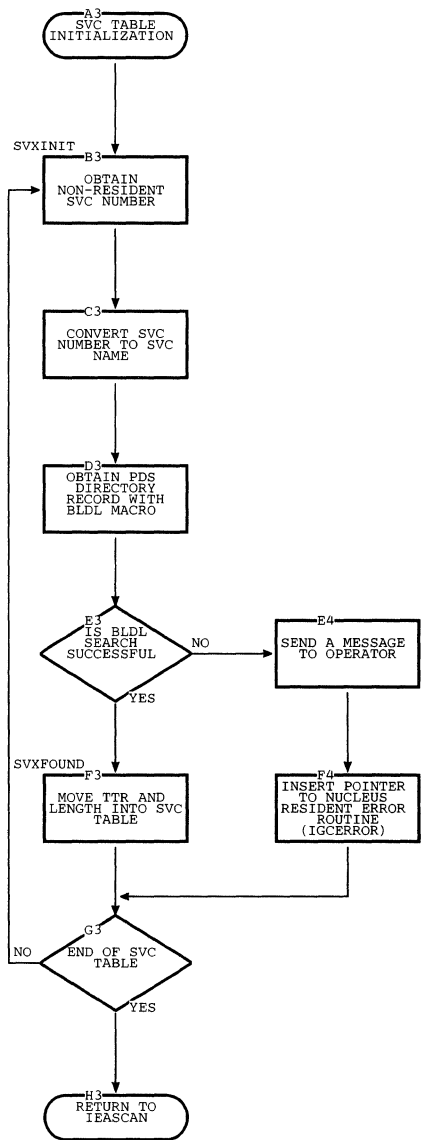 A3
SVC TABLE
INITIALIZATION
SVXINIT
B3
OBTAIN
NON-RESIDENT
SVC NUMBER
C3
CONVERT SVC
NUMBER TO SVC
NAME
D3
OBTAIN PDS
DIRECTORY
RECORD WITH
BLDL MACRO
E3
IS BLDL
SEARCH
SUCCESSFUL
NO
YES
E4
SEND A MESSAGE
TO OPERATOR
SVXFOUND
F3
MOVE TTR AND
LENGTH INTO SVC
TABLE
F4
INSERT POINTER
TO NUCLEUS
RESIDENT ERROR
ROUTINE
(IGCERROR)
G3
END OF SVC
TABLE
NO
YES
H3
RETURN TO
IEASCAN